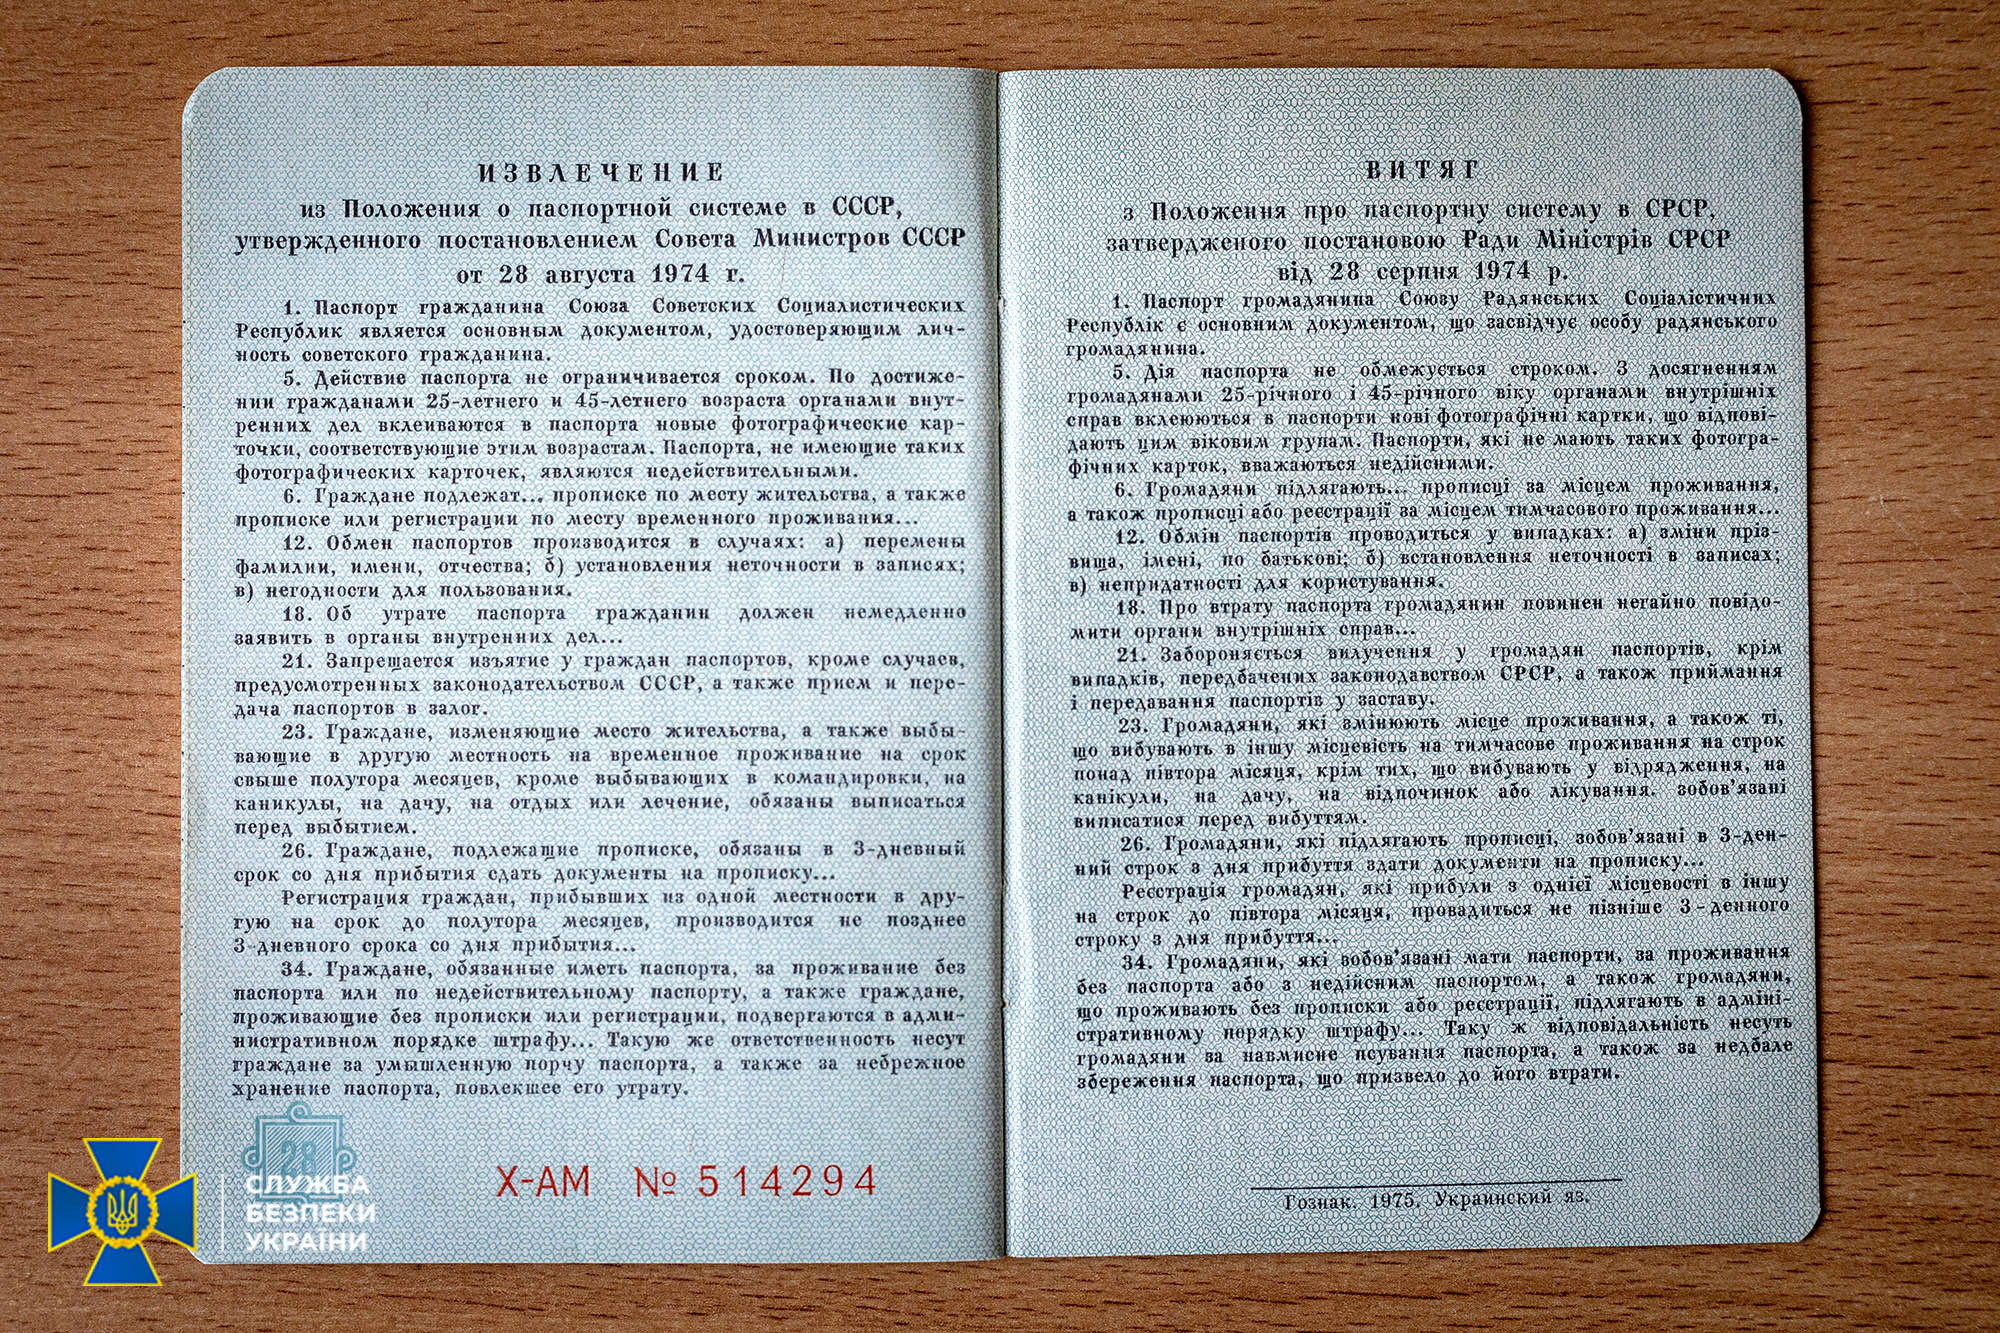 ИЗВЛЕЧЕНИЕ
из Положения о паспортной системе в СССР,
утвержденного постановлением Совета Министров СССР
от 28 августа 1974 г.
1. Паспорт гражданина Союза Советских Социалистических
Республик является основным документом, удостоверяющим лич-
ность советского гражданина.
5. Действие паспорта не ограничивается сроком. По достиже-
нии гражданами 25-летнего и 45-летнего возраста органами внут-
ренних дел вклеиваются в паспорта новые фотографические кар-
точки, соответствующие этим возрастам. Паспорта, не имеющие таких
фотографических карточек, являются недействительными.
6. Граждане подлежат... прописке по месту жительства, а также
прописке или регистрации по месту временного проживания...
12. Обмен паспортов производится в случаях: а) перемены
фамилии, имени, отчества; б) установления неточности в записях;
в) негодности для пользования.
18. Об утрате паспорта гражданин должен немедленно
заявить в органы внутренних дел...
21. Запрещается изъятие у граждан паспортов, кроме случаев,
предусмотренных законодательством СССР, а также прием и пере-
дача паспортов в залог.
23. Граждане, изменяющие место жительства, а также выбы-
вающие в другую местность на временное проживание на срок
свыше полутора месяцев, кроме выбывающих в командировки, на
каникулы, на дачу, на отдых или лечение, обязаны выписаться
перед выбытием.
26. Граждане, подлежащие прописке, обязаны в 3-дневный
срок со дня прибытия сдать документы на прописку...
Регистрация граждан, прибывших из одной местности в дру-
гую на срок до полутора месяцев, производится не позднее
3-дневного срока со дня прибытия...
34. Граждане, обязанные иметь паспорта, за проживание без
паспорта или по недействительному паспорту, а также граждане,
проживающие без прописки или регистрации, подвергаются в адми-
нистративном порядке штрафу... Такую же ответственность несут
граждане за умышленную порчу паспорта, а также за небрежное
хранение паспорта, повлекшее его утрату.
28
X-АМ № 514294
СЛУЖБА
БЕЗПЕКИ
УКРАЇНИ
ВИТЯГ
з Положення про паспортну систему в СРСР,
затвердженого постановою Ради Міністрів СРСР
від 28 серпня 1974 р.
1. Паспорт громадянина Союзу Радянських Соціалістичних
Республік є основним документом, що засвідчує особу радянського
громадянина.
5. Дія паспорта не обмежується строком. З досягненням
громадянами 25-річного і 45-річного віку органами внутрішніх
справ вклеюються в паспорти нові фотографічні картки, що відпові-
дають цим віковим групам. Паспорти, які не мають таких фотогра-
фічних карток, вважаються недійсними.
6. Громадяни підлягають... прописці за місцем проживання,
а також прописці або реєстрації за місцем тимчасового проживання...
12. Обмін паспортів проводиться у випадках: а) зміни пріз-
вища, імені, по батькові; б) встановлення неточності в записах;
в) непридатності для користування.
18. Про втрату паспорта громадянин повинен негайно повідо-
мити органи внутрішніх справ...
21. Забороняється вилучення у громадян паспортів, крім
випадків, передбачених законодавством СРСР, а також приймання
і передавання паспортів у заставу.
23. Громадяни, які змінюють місце проживання, а також ті,
що вибувають в іншу місцевість на тимчасове проживання на строк
понад півтора місяця, крім тих, що вибувають у відрядження, на
канікули, на дачу, на відпочинок або лікування. зобов'язані
виписатися перед вибуттям.
26. Громадяни, які підлягають прописці, зобов'язані в 3-ден-
ний строк з дня прибуття здати документи на прописку...
Реєстрація громадян, які прибули з однієї місцевості в іншу
на строк до півтора місяця, провадиться не пізніше 3-денного
строку з дня прибуття...
34. Громадяни, які зобов'язані мати паспорти, за проживання
без паспорта або з недійсним паспортом, а також громадяни,
що проживають без прописки або реєстрації, підлягають в адміні-
стративному порядку штрафу... Таку ж відповідальність несуть
громадяни за навмисне псування паспорта, а також за недбале
збереження паспорта, що призвело до його втрати.
Гознак. 1975. Украинский яз.